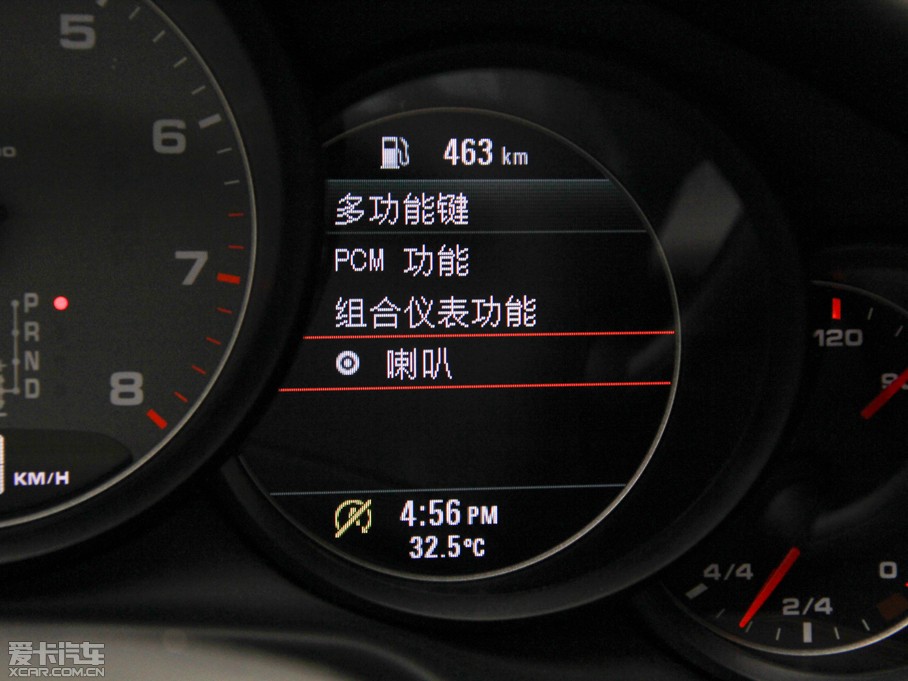 5
6
7
8
P
R
N
D
KM/H
463 km
多功能键
PCM 功能
组合仪表功能
喇叭
4:56 PM
32.5°C
120
4/4
2/4
0
爱卡汽车
XCAR.COM.CN